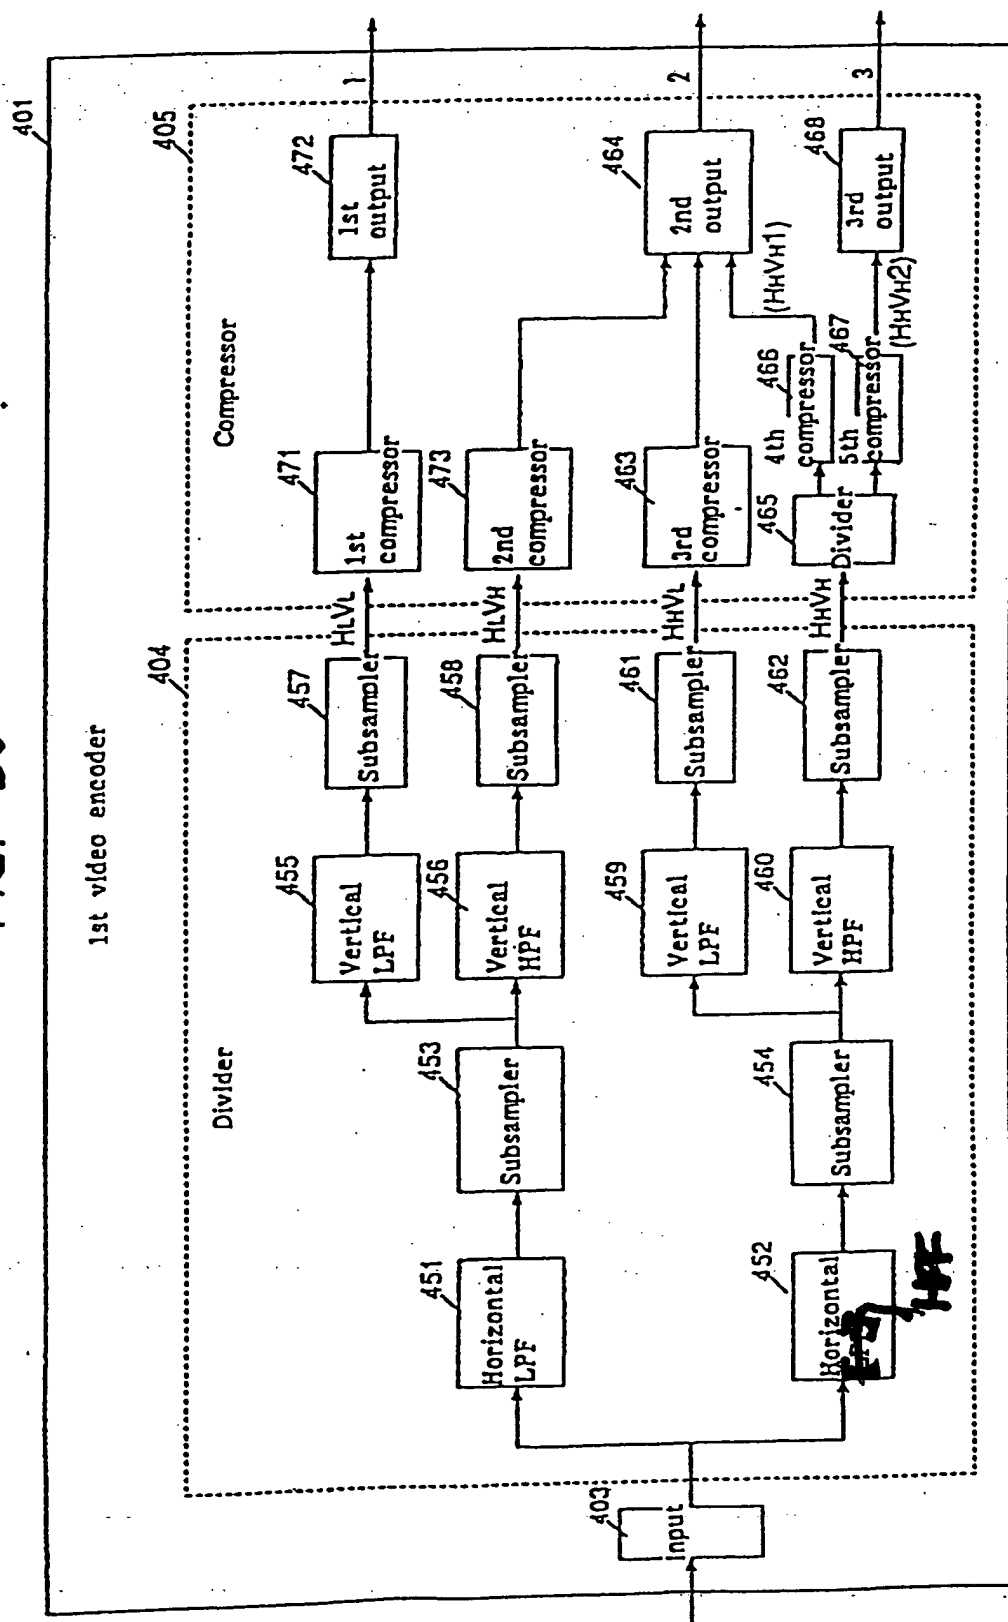 1st video encoder
401
Divider
404
Compressor
405
403
Input
451
Horizontal
LPF
453
Subsampler
455
Vertical
LPF
457
Subsampler
HLVL
471
1st
compressor
472
1st
output
1
456
Vertical
HPF
458
Subsampler
HLVH
473
2nd
compressor
464
2nd
output
2
452
Horizontal
HPF
454
Subsampler
459
Vertical
LPF
461
Subsampler
HHVL
463
3rd
compressor
460
Vertical
HPF
462
Subsampler
HHVH
465
Divider
466
4th
compressor
(HHVH1)
467
5th
compressor
(HHVH2)
468
3rd
output
3